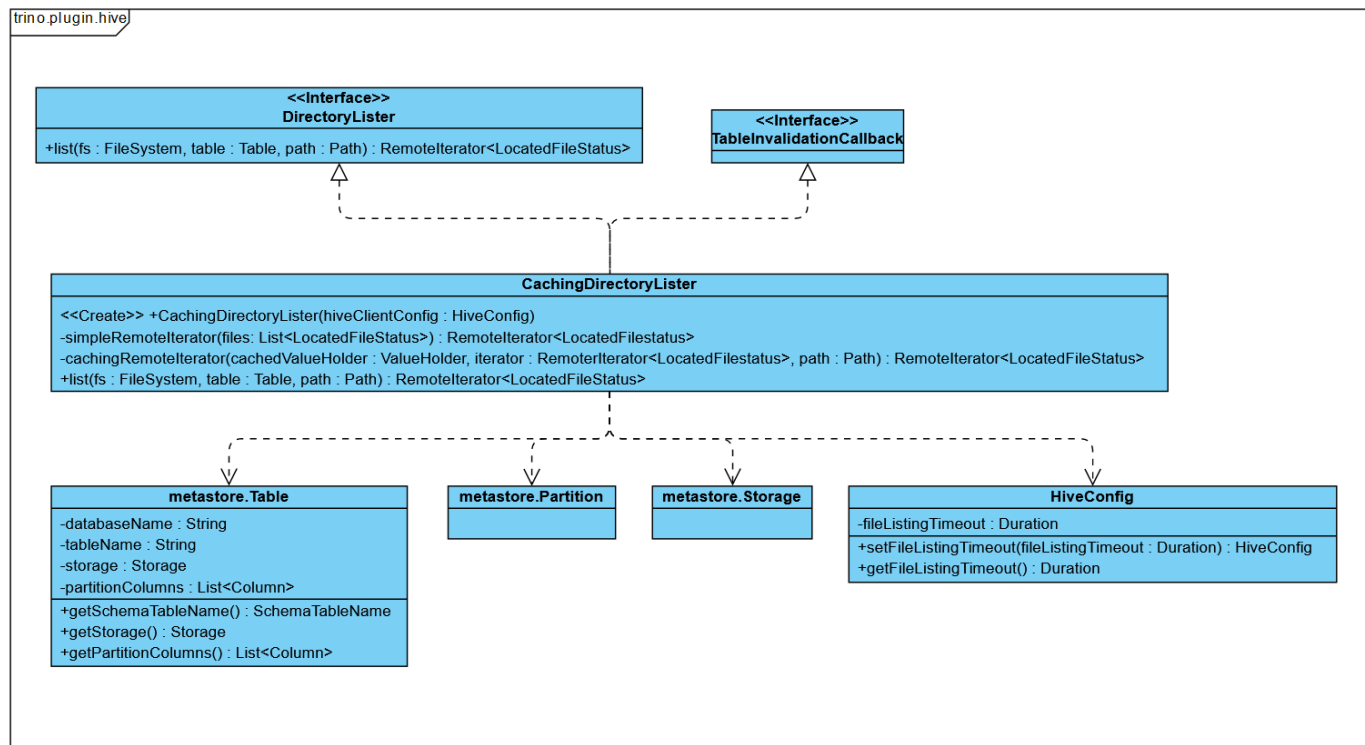 trino.plugin.hive
<<Interface>>
DirectoryLister
+list(fs : FileSystem, table : Table, path : Path) : RemoteIterator<LocatedFileStatus>
<<Interface>>
TableInvalidationCallback
CachingDirectoryLister
<<Create>> +CachingDirectoryLister(hiveClientConfig : HiveConfig)
-simpleRemoteIterator(files: List<LocatedFileStatus>) : RemoteIterator<LocatedFilestatus>
-cachingRemoteIterator(cachedValueHolder : ValueHolder, iterator : RemoterIterator<LocatedFilestatus>, path : Path) : RemoteIterator<LocatedFileStatus>
+list(fs : FileSystem, table : Table, path : Path) : RemoteIterator<LocatedFileStatus>
metastore.Table
-databaseName : String
-tableName : String
-storage : Storage
-partitionColumns : List<Column>
+getSchemaTableName() : SchemaTableName
+getStorage() : Storage
+getPartitionColumns() : List<Column>
metastore.Partition
metastore.Storage
HiveConfig
-fileListingTimeout : Duration
+setFileListingTimeout(fileListingTimeout : Duration) : HiveConfig
+getFileListingTimeout() : Duration